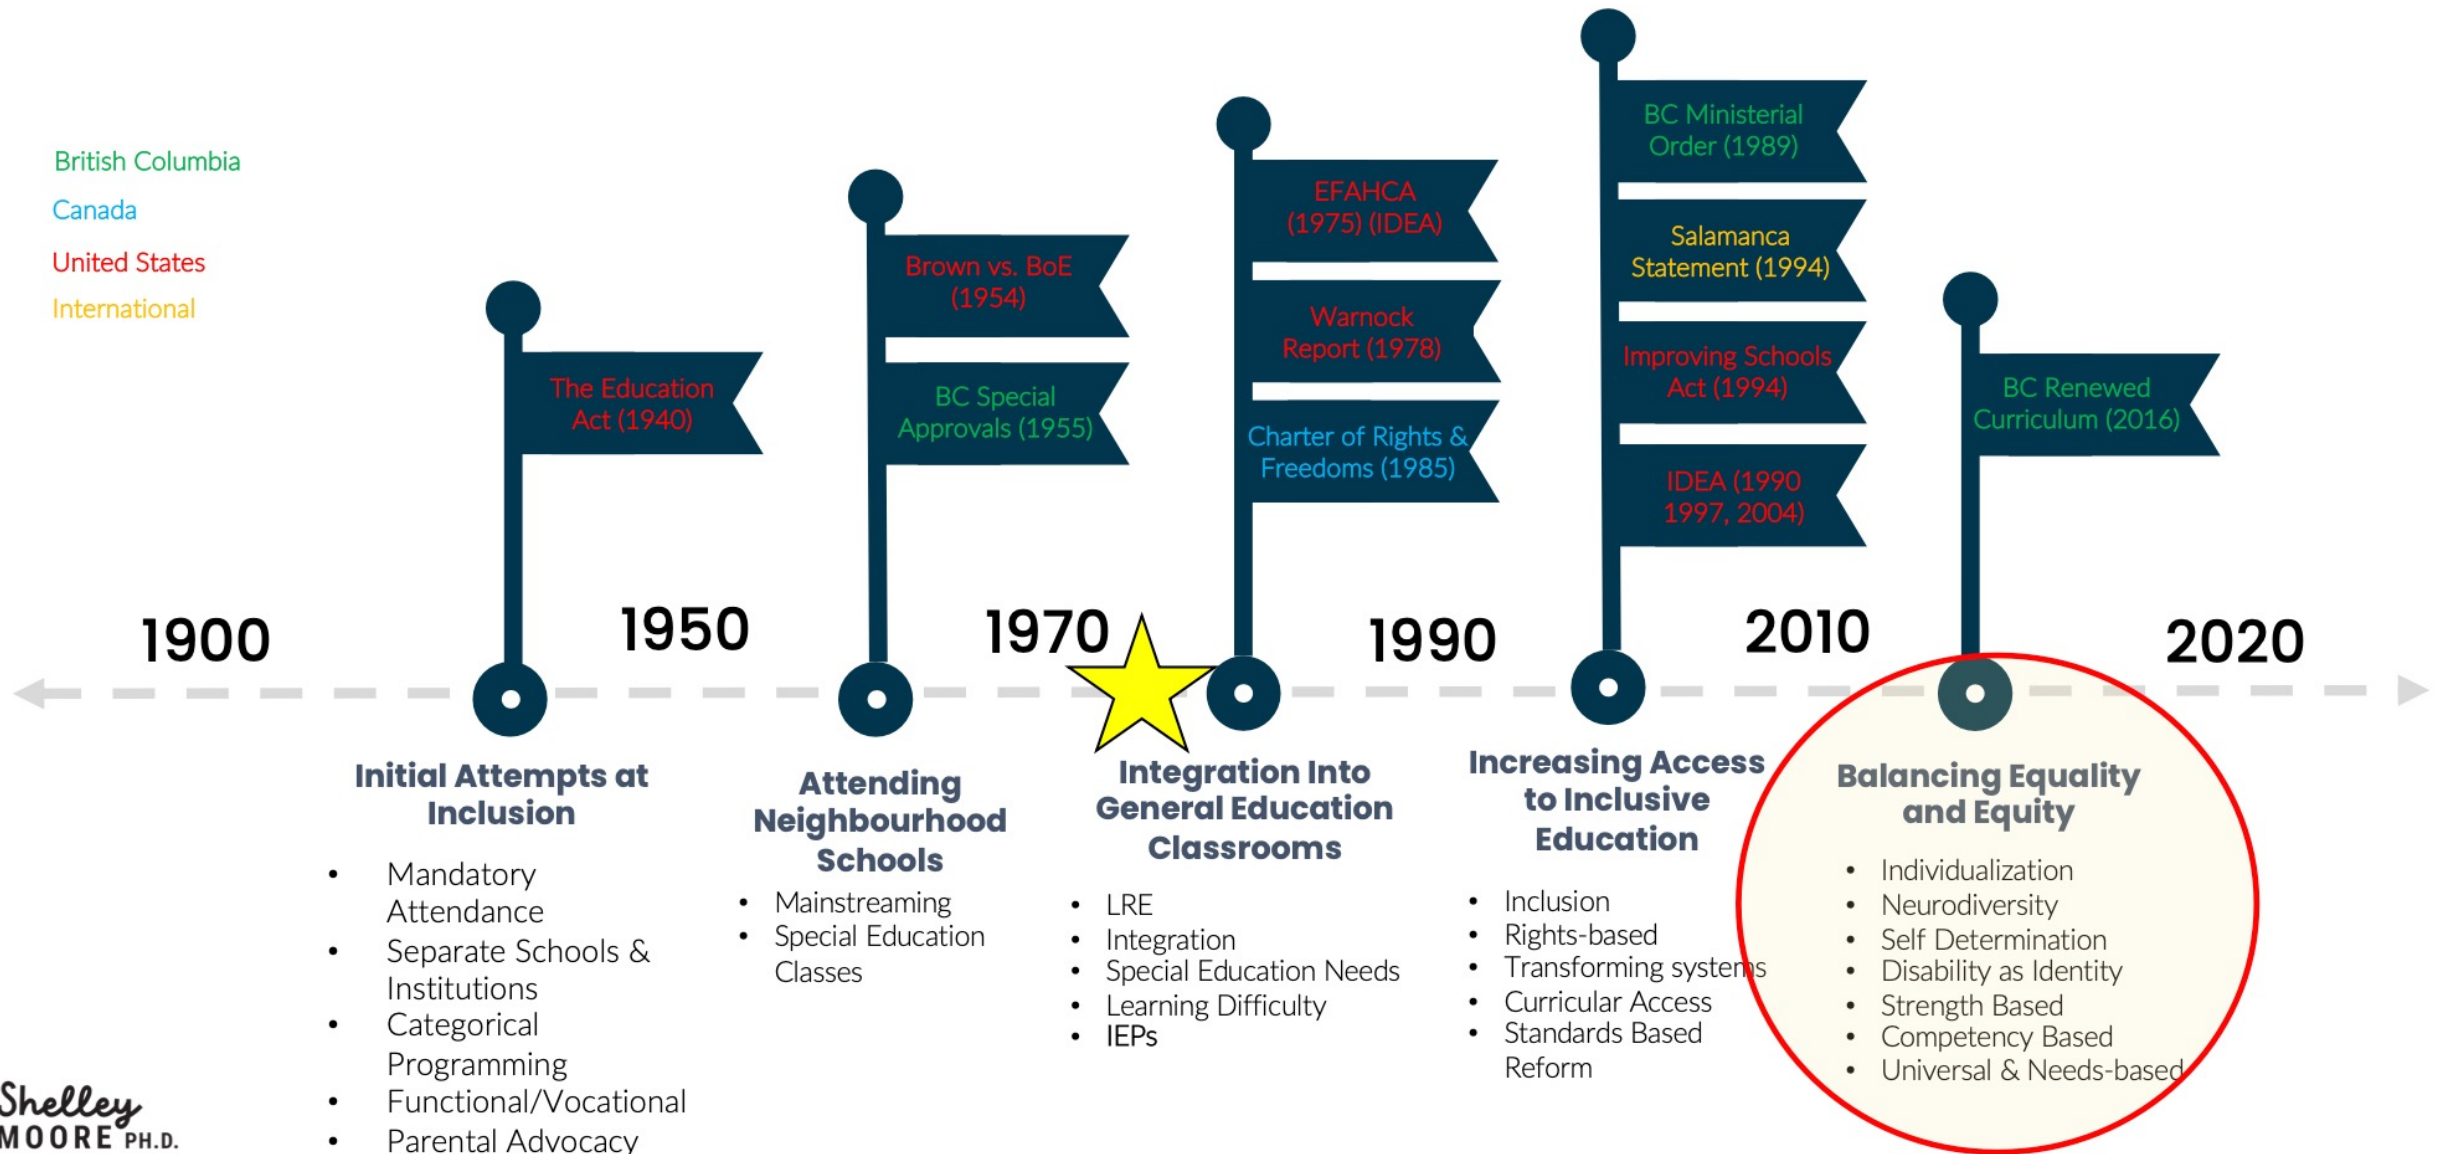 British Columbia
Canada
United States
International
The Education
Act (1940)
Brown vs. BoE
(1954)
BC Special
Approvals (1955)
EFAHCA
(1975) (IDEA)
Warnock
Report (1978)
Charter of Rights &
Freedoms (1985)
BC Ministerial
Order (1989)
Salamanca
Statement (1994)
Improving Schools
Act (1994)
IDEA (1990
1997, 2004)
BC Renewed
Curriculum (2016)
1900
1950
1970
1990
2010
2020
Initial Attempts at
Inclusion
• Mandatory
Attendance
• Separate Schools &
Institutions
• Categorical
Programming
• Functional/Vocational
• Parental Advocacy
Attending
Neighbourhood
Schools
• Mainstreaming
• Special Education
Classes
Integration Into
General Education
Classrooms
• LRE
• Integration
• Special Education Needs
• Learning Difficulty
• IEPs
Increasing Access
to Inclusive
Education
• Inclusion
• Rights-based
• Transforming systems
• Curricular Access
• Standards Based
Reform
Balancing Equality
and Equity
• Individualization
• Neurodiversity
• Self Determination
• Disability as Identity
• Strength Based
• Competency Based
• Universal & Needs-based
Shelley
MOORE PH.D.